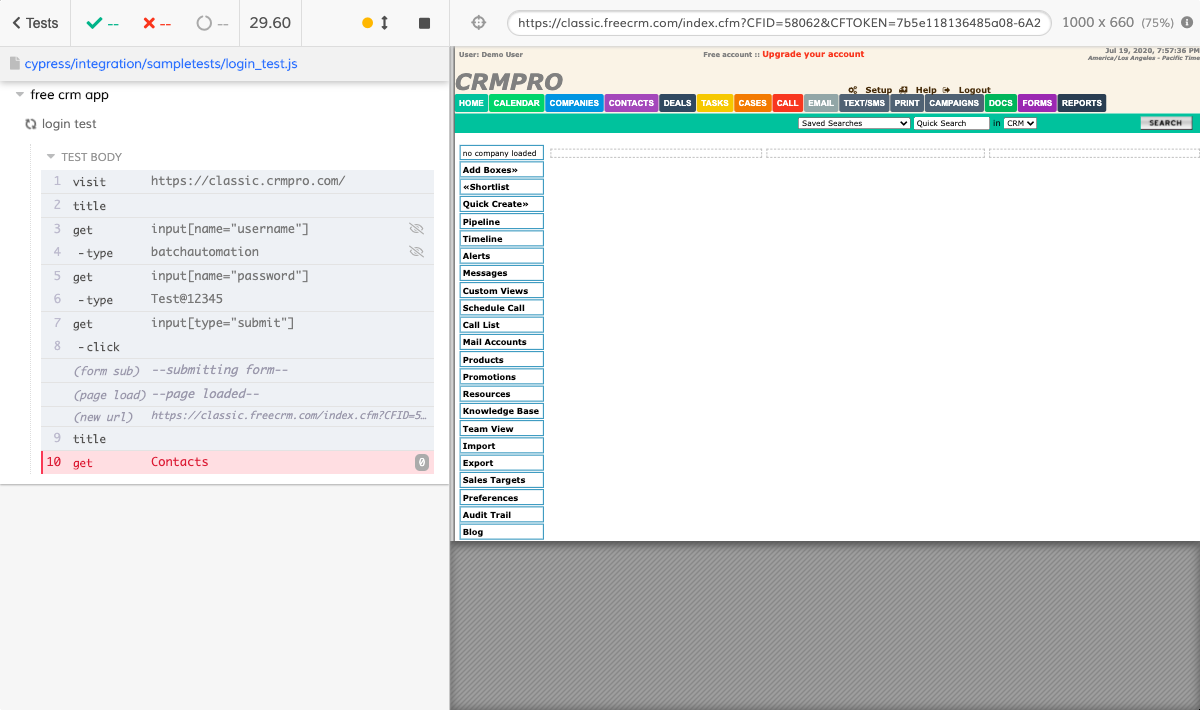 Tests
--
--
--
29.60
https://classic.freecrm.com/index.cfm?CFID=58062&CFTOKEN=7b5e118136485a08-6A2
1000 x 660 (75%)
cypress/integration/sampletests/login_test.js
free crm app
login test
TEST BODY
1 visit https://classic.crmpro.com/
2 title
3 get input[name="username"]
4 -type batchautomation
5 get input[name="password"]
6 -type Test@12345
7 get input[type="submit"]
8 -click
(form sub) --submitting form--
(page load) --page loaded--
(new url) https://classic.freecrm.com/index.cfm?CFID=5…
9 title
10 get Contacts 0
User: Demo User
Free account :: Upgrade your account
Jul 19, 2020, 7:57:36 PM
America/Los Angeles - Pacific Time
CRMPRO
Setup Help Logout
HOME CALENDAR COMPANIES CONTACTS DEALS TASKS CASES CALL EMAIL TEXT/SMS PRINT CAMPAIGNS DOCS FORMS REPORTS
Saved Searches Quick Search in CRM SEARCH
no company loaded
Add Boxes»
«Shortlist
Quick Create»
Pipeline
Timeline
Alerts
Messages
Custom Views
Schedule Call
Call List
Mail Accounts
Products
Promotions
Resources
Knowledge Base
Team View
Import
Export
Sales Targets
Preferences
Audit Trail
Blog